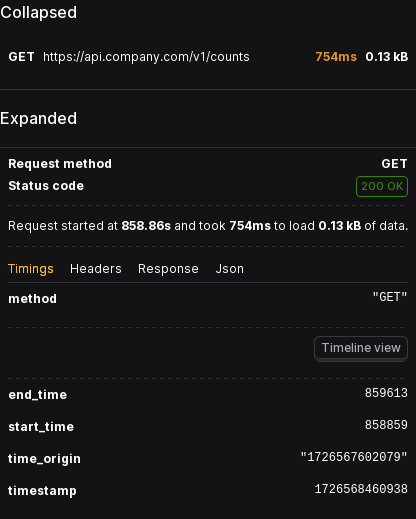 Collapsed
GET https://api.company.com/v1/counts 754ms 0.13 kB
Expanded
Request method GET
Status code 200 OK
Request started at 858.86s and took 754ms to load 0.13 kB of data.
Timings Headers Response Json
method "GET"
Timeline view
end_time 859613
start_time 858859
time_origin "1726567602079"
timestamp 1726568460938